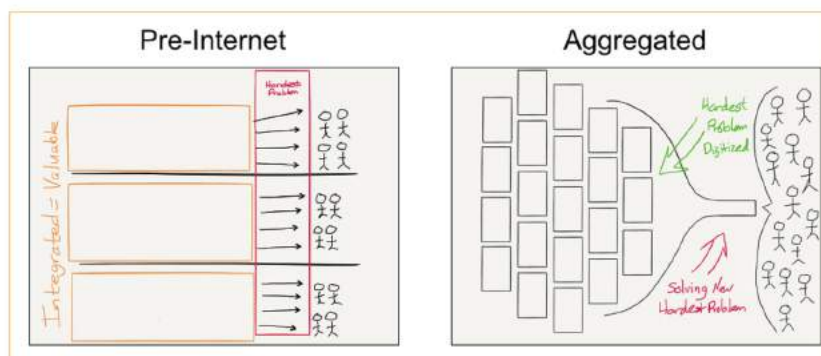 Pre-Internet
Aggregated
Integrated = Valuable
Hardest
Problem
Hardest
Problem
Digitized
Solving New
Hardest Problem